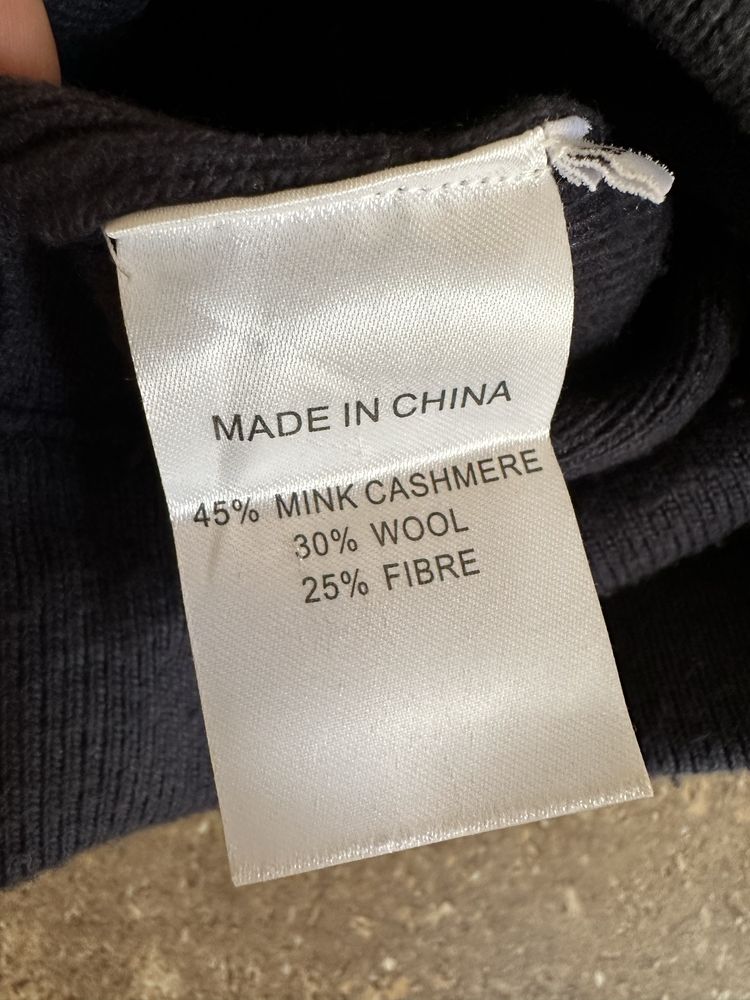 MADE IN CHINA
45% MINK CASHMERE
30% WOOL
25% FIBRE